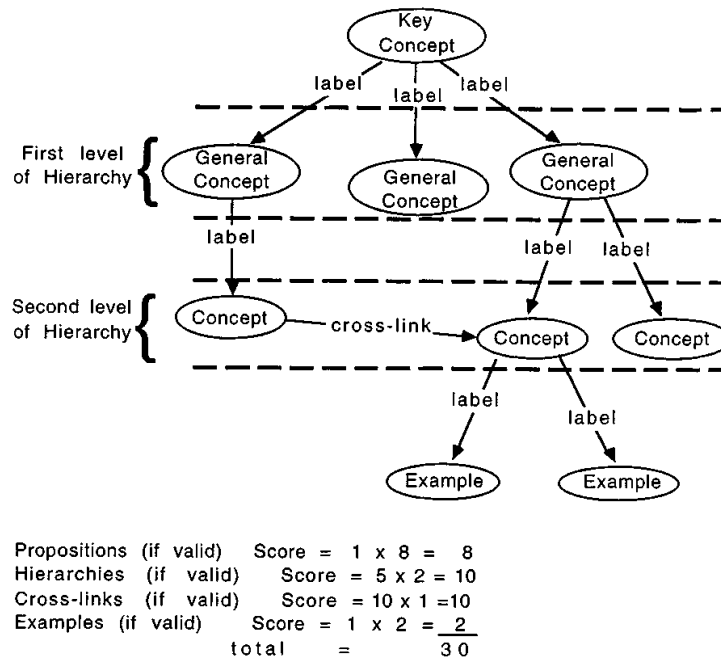 Key
Concept
label
label
label
First level
of Hierarchy
General
Concept
General
Concept
General
Concept
label
label
label
Second level
of Hierarchy
Concept
cross-link
Concept
Concept
label
label
Example
Example
Propositions (if valid) Score = 1 x 8 = 8
Hierarchies (if valid) Score = 5 x 2 = 10
Cross-links (if valid) Score = 10 x 1 =10
Examples (if valid) Score = 1 x 2 = 2
total = 30